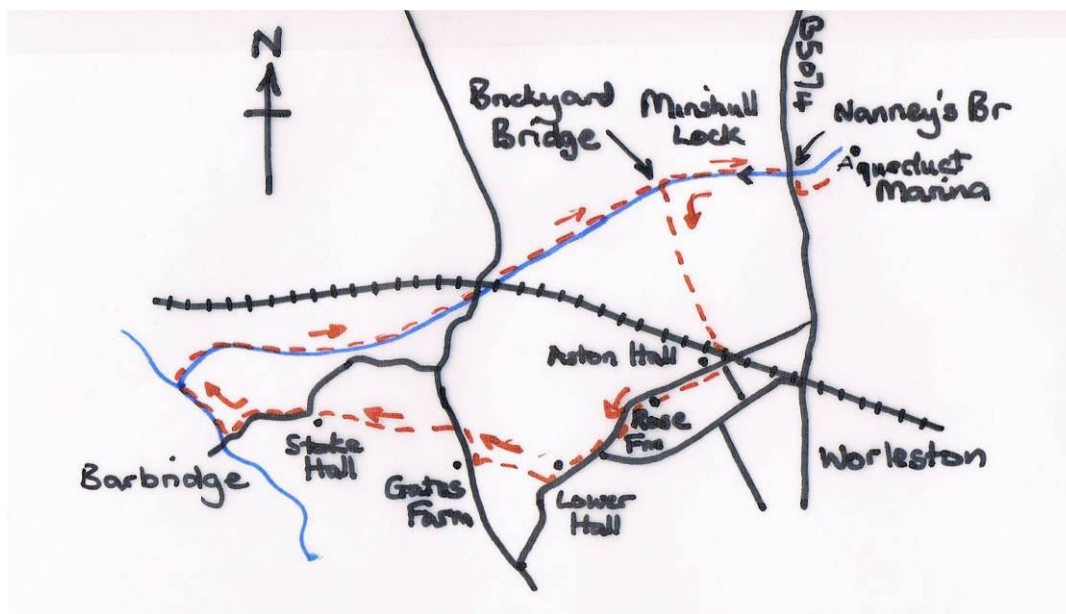 N
B5074
Brickyard
Bridge
Minshull
Lock
Nanney's Br
Aqueduct
Marina
Aston Hall
Rose
Fm
Worleston
Stoke
Hall
Barbridge
Gates
Farm
Lower
Hall